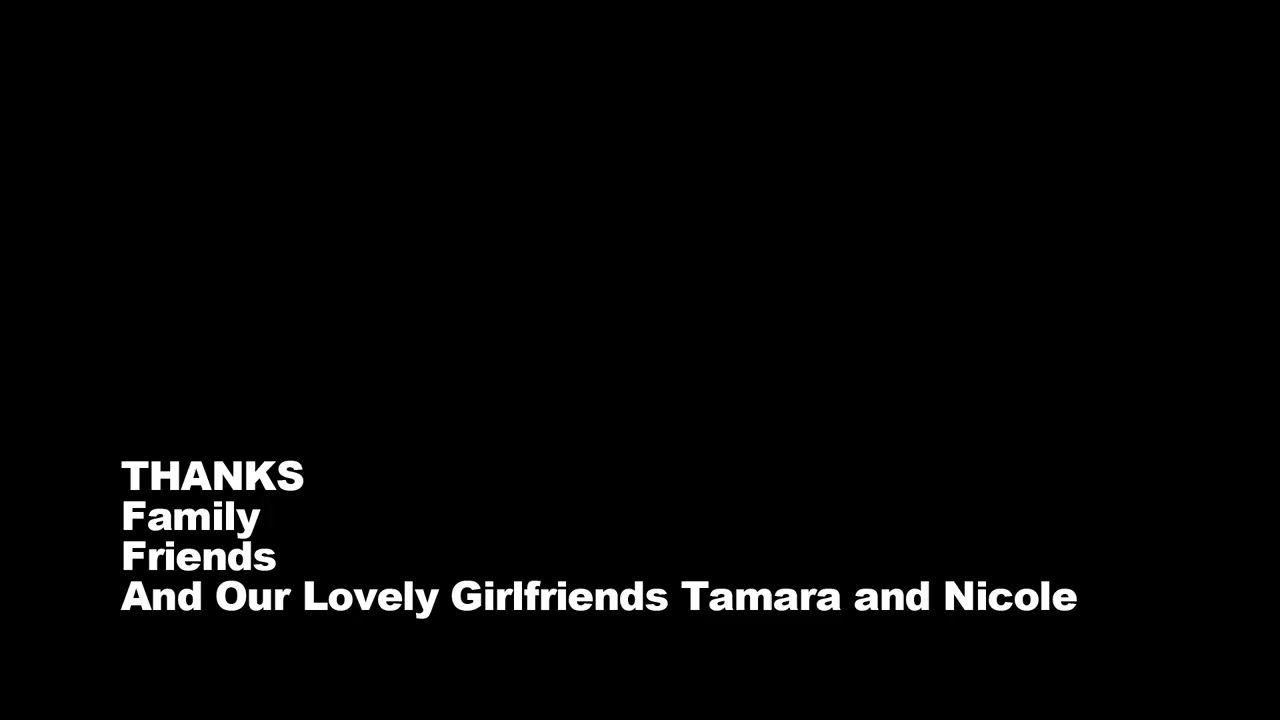 THANKS
Family
Friends
And Our Lovely Girlfriends Tamara and Nicole